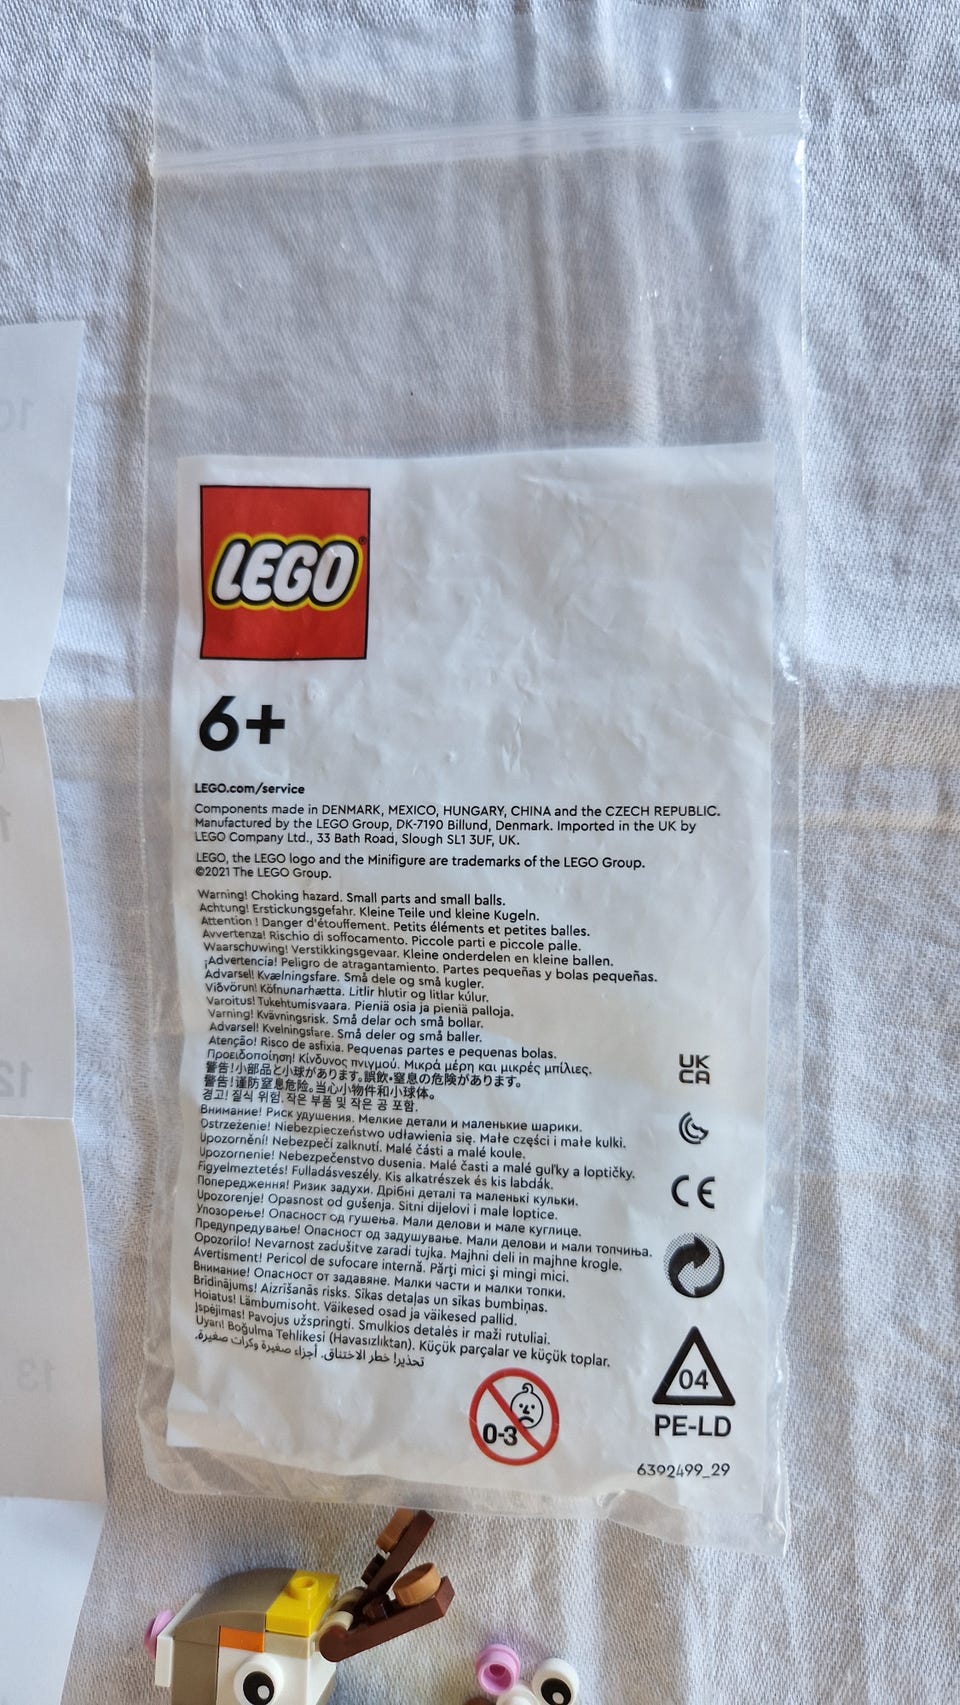 LEGO®
6+
LEGO.com/service
Components made in DENMARK, MEXICO, HUNGARY, CHINA and the CZECH REPUBLIC.
Manufactured by the LEGO Group, DK-7190 Billund, Denmark. Imported in the UK by
LEGO Company Ltd., 33 Bath Road, Slough SL1 3UF, UK.
LEGO, the LEGO logo and the Minifigure are trademarks of the LEGO Group.
©2021 The LEGO Group.
Warning! Choking hazard. Small parts and small balls.
Achtung! Erstickungsgefahr. Kleine Teile und kleine Kugeln.
Attention ! Danger d'étouffement. Petits éléments et petites balles.
Avvertenza! Rischio di soffocamento. Piccole parti e piccole palle.
Waarschuwing! Verstikkingsgevaar. Kleine onderdelen en kleine ballen.
¡Advertencia! Peligro de atragantamiento. Partes pequeñas y bolas pequeñas.
Advarsel! Kvælningsfare. Små dele og små kugler.
Viðvörun! Köfnunarhætta. Litlir hlutir og litlar kúlur.
Varoitus! Tukehtumisvaara. Pieniä osia ja pieniä palloja.
Varning! Kvävningsrisk. Små delar och små bollar.
Advarsel! Kvelningsfare. Små deler og små baller.
Atenção! Risco de asfixia. Pequenas partes e pequenas bolas.
Προειδοποίηση! Κίνδυνος πνιγμού. Μικρά μέρη και μικρές μπίλιες.
警告!小部品と小球があります。誤飲・窒息の危険があります。
警告!谨防窒息危险。当心小物件和小球体。
경고! 질식 위험. 작은 부품 및 작은 공 포함.
Внимание! Риск удушения. Мелкие детали и маленькие шарики.
Ostrzeżenie! Niebezpieczeństwo udławienia się. Małe części i małe kulki.
Upozornění! Nebezpečí zalknutí. Malé části a malé koule.
Upozornenie! Nebezpečenstvo dusenia. Malé časti a malé guľky a loptičky.
Figyelmeztetés! Fulladásveszély. Kis alkatrészek és kis labdák.
Попередження! Ризик задухи. Дрібні деталі та маленькі кульки.
Upozorenje! Opasnost od gušenja. Sitni dijelovi i male loptice.
Упозорење! Опасност од гушења. Мали делови и мале куглице.
Предупредување! Опасност од задушување. Мали делови и мали топчиња.
Opozorilo! Nevarnost zadušitve zaradi tujka. Majhni deli in majhne krogle.
Avertisment! Pericol de sufocare internă. Părţi mici şi mingi mici.
Внимание! Опасност от задавяне. Малки части и малки топки.
Brīdinājums! Aizrīšanās risks. Sīkas detaļas un sīkas bumbiņas.
Hoiatus! Lämbumisoht. Väikesed osad ja väikesed pallid.
Įspėjimas! Pavojus užspringti. Smulkios detalės ir maži rutuliai.
Uyarı! Boğulma Tehlikesi (Havasızlıktan). Küçük parçalar ve küçük toplar.
تحذير! خطر الاختناق. أجزاء صغيرة وكرات صغيرة.
UK
CA
CE
0-3
04
PE-LD
6392499_29
10
12
13